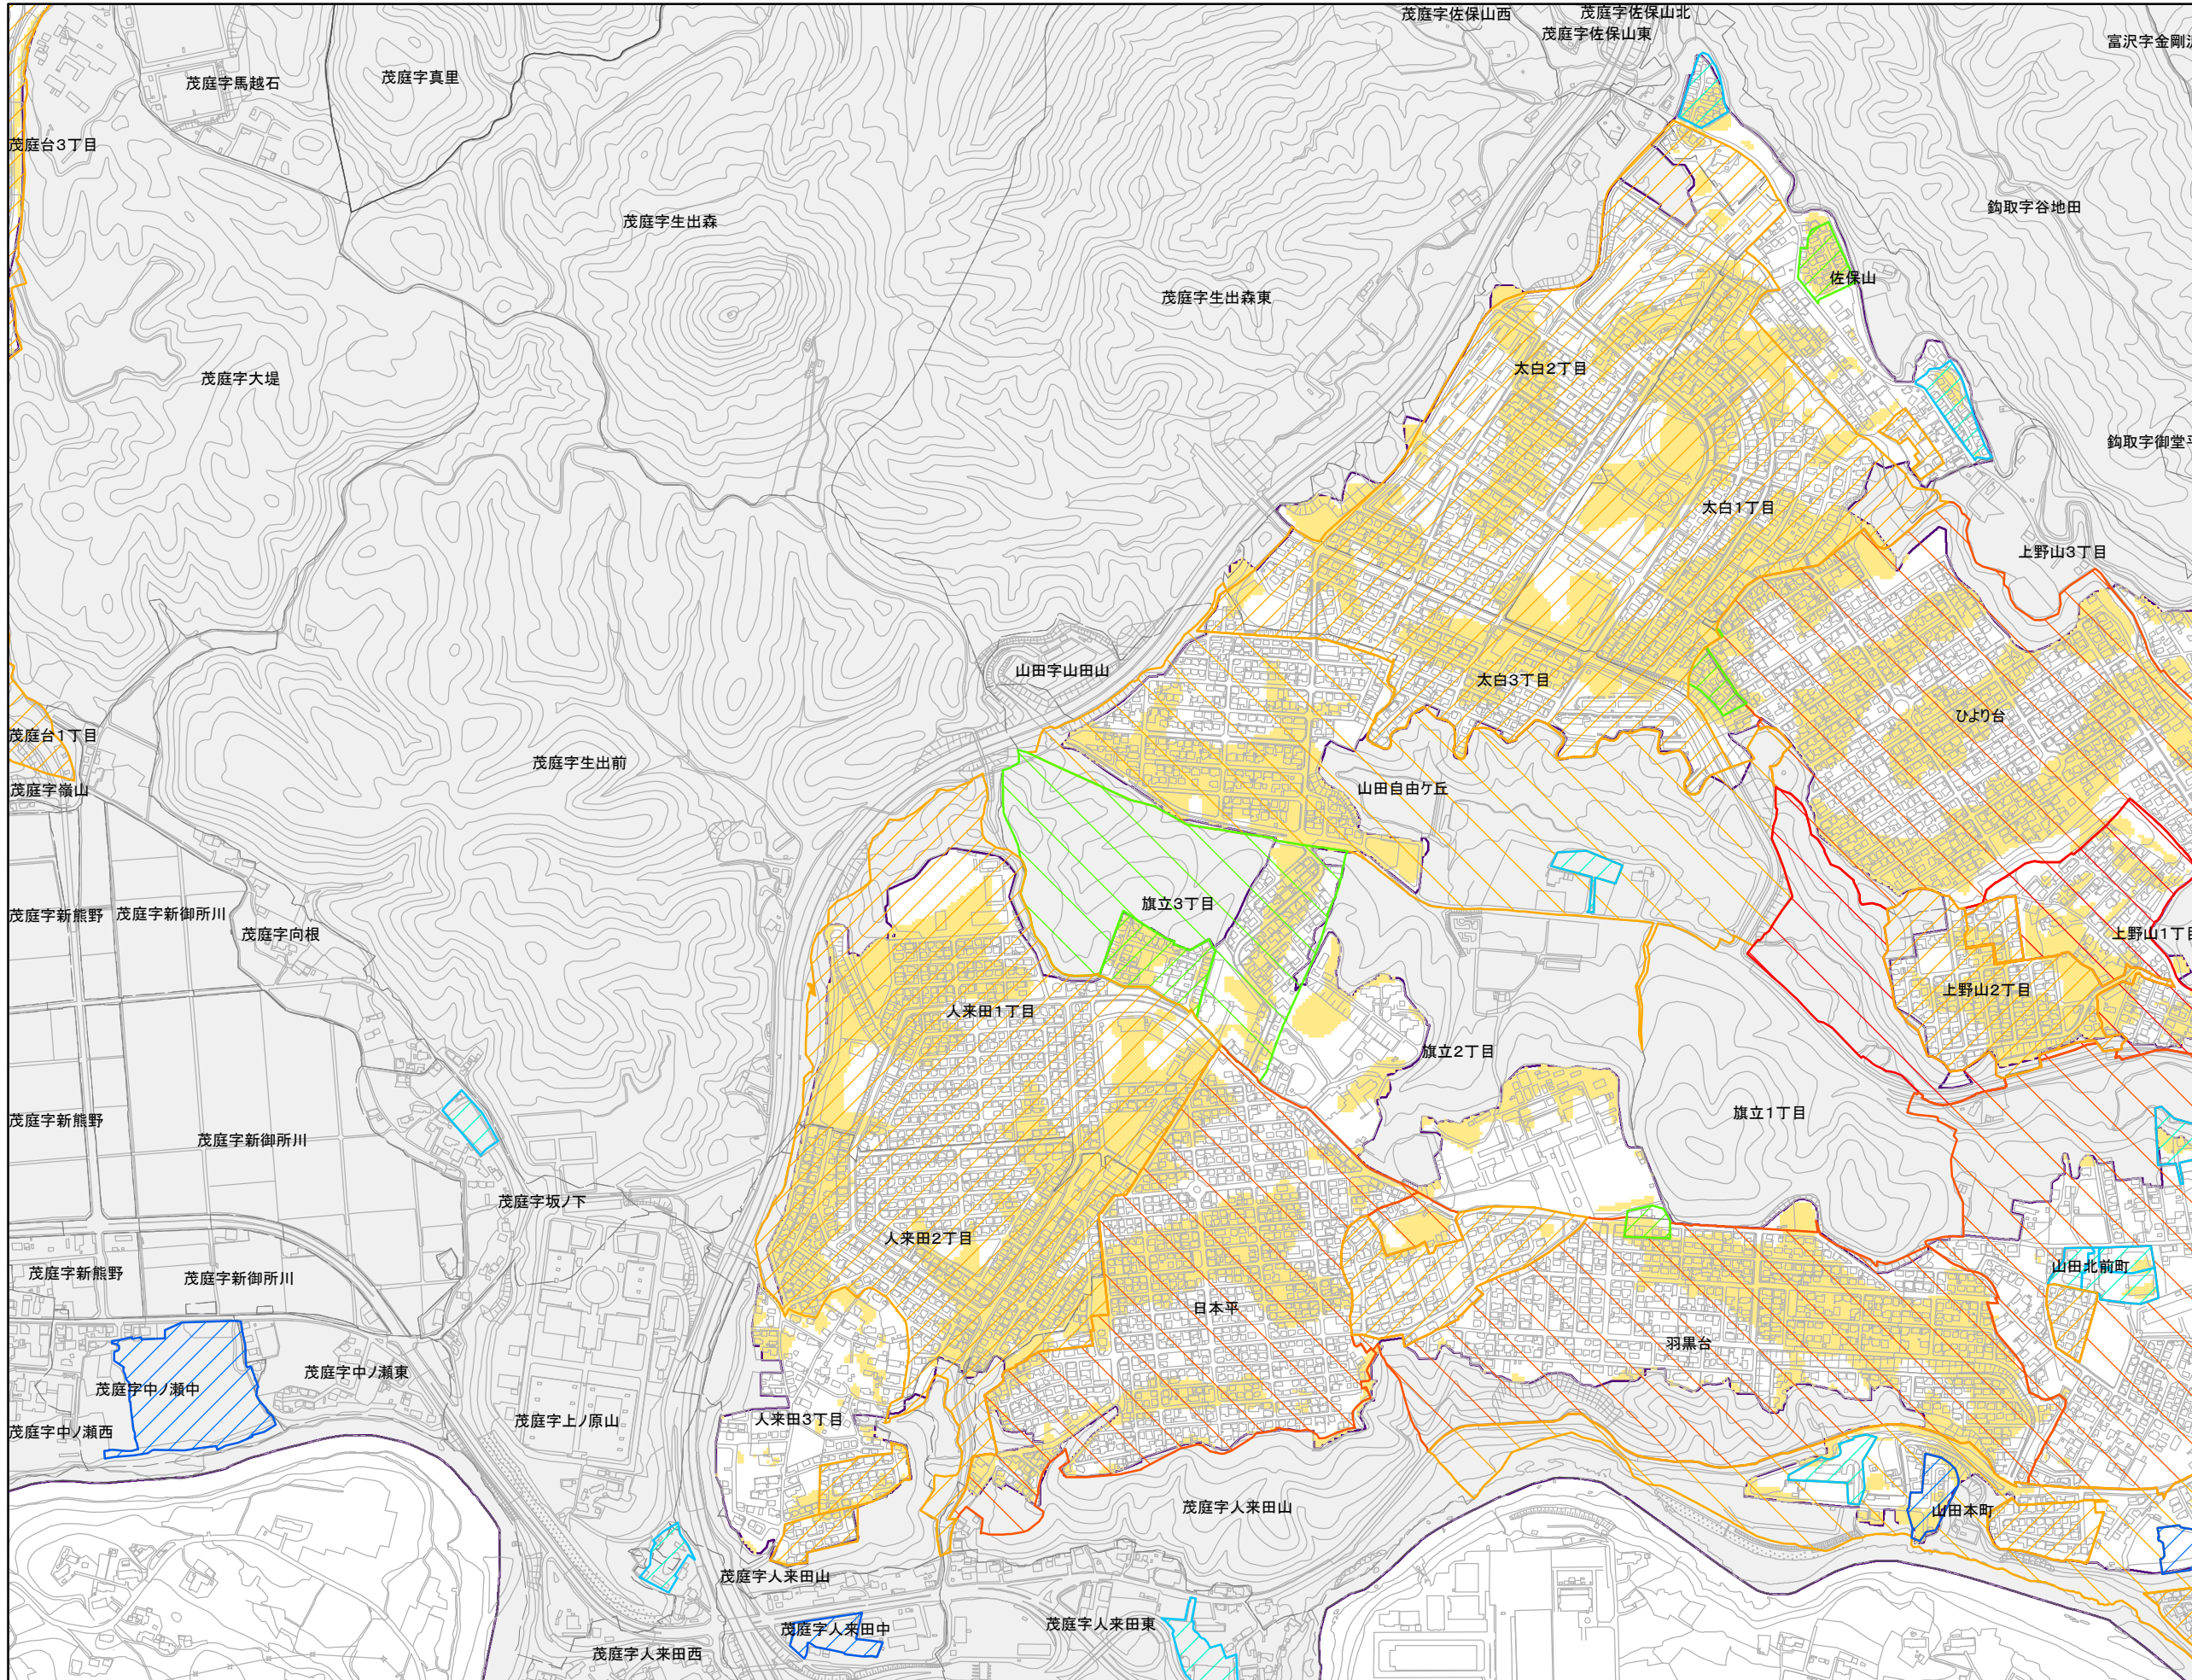 茂庭字佐保山西
茂庭字佐保山北
茂庭字佐保山東
富沢字金剛沢
茂庭字馬越石
茂庭字真里
茂庭台3丁目
茂庭字生出森
鈎取字谷地田
佐保山
茂庭字生出森東
太白2丁目
茂庭字大堤
鈎取字御堂平
太白1丁目
上野山3丁目
山田字山田山
太白3丁目
ひより台
茂庭台1丁目
茂庭字生出前
茂庭字嶺山
山田自由ケ丘
旗立3丁目
茂庭字新熊野
茂庭字新御所川
茂庭字向根
上野山1丁目
上野山2丁目
人来田1丁目
旗立2丁目
旗立1丁目
茂庭字新熊野
茂庭字新御所川
茂庭字坂ノ下
人来田2丁目
茂庭字新熊野
茂庭字新御所川
山田北前町
日本平
羽黒台
茂庭字中ノ瀬東
茂庭字中ノ瀬中
茂庭字中ノ瀬西
茂庭字上ノ原山
人来田3丁目
茂庭字人来田山
山田本町
茂庭字人来田山
茂庭字人来田中
茂庭字人来田東
茂庭字人来田西